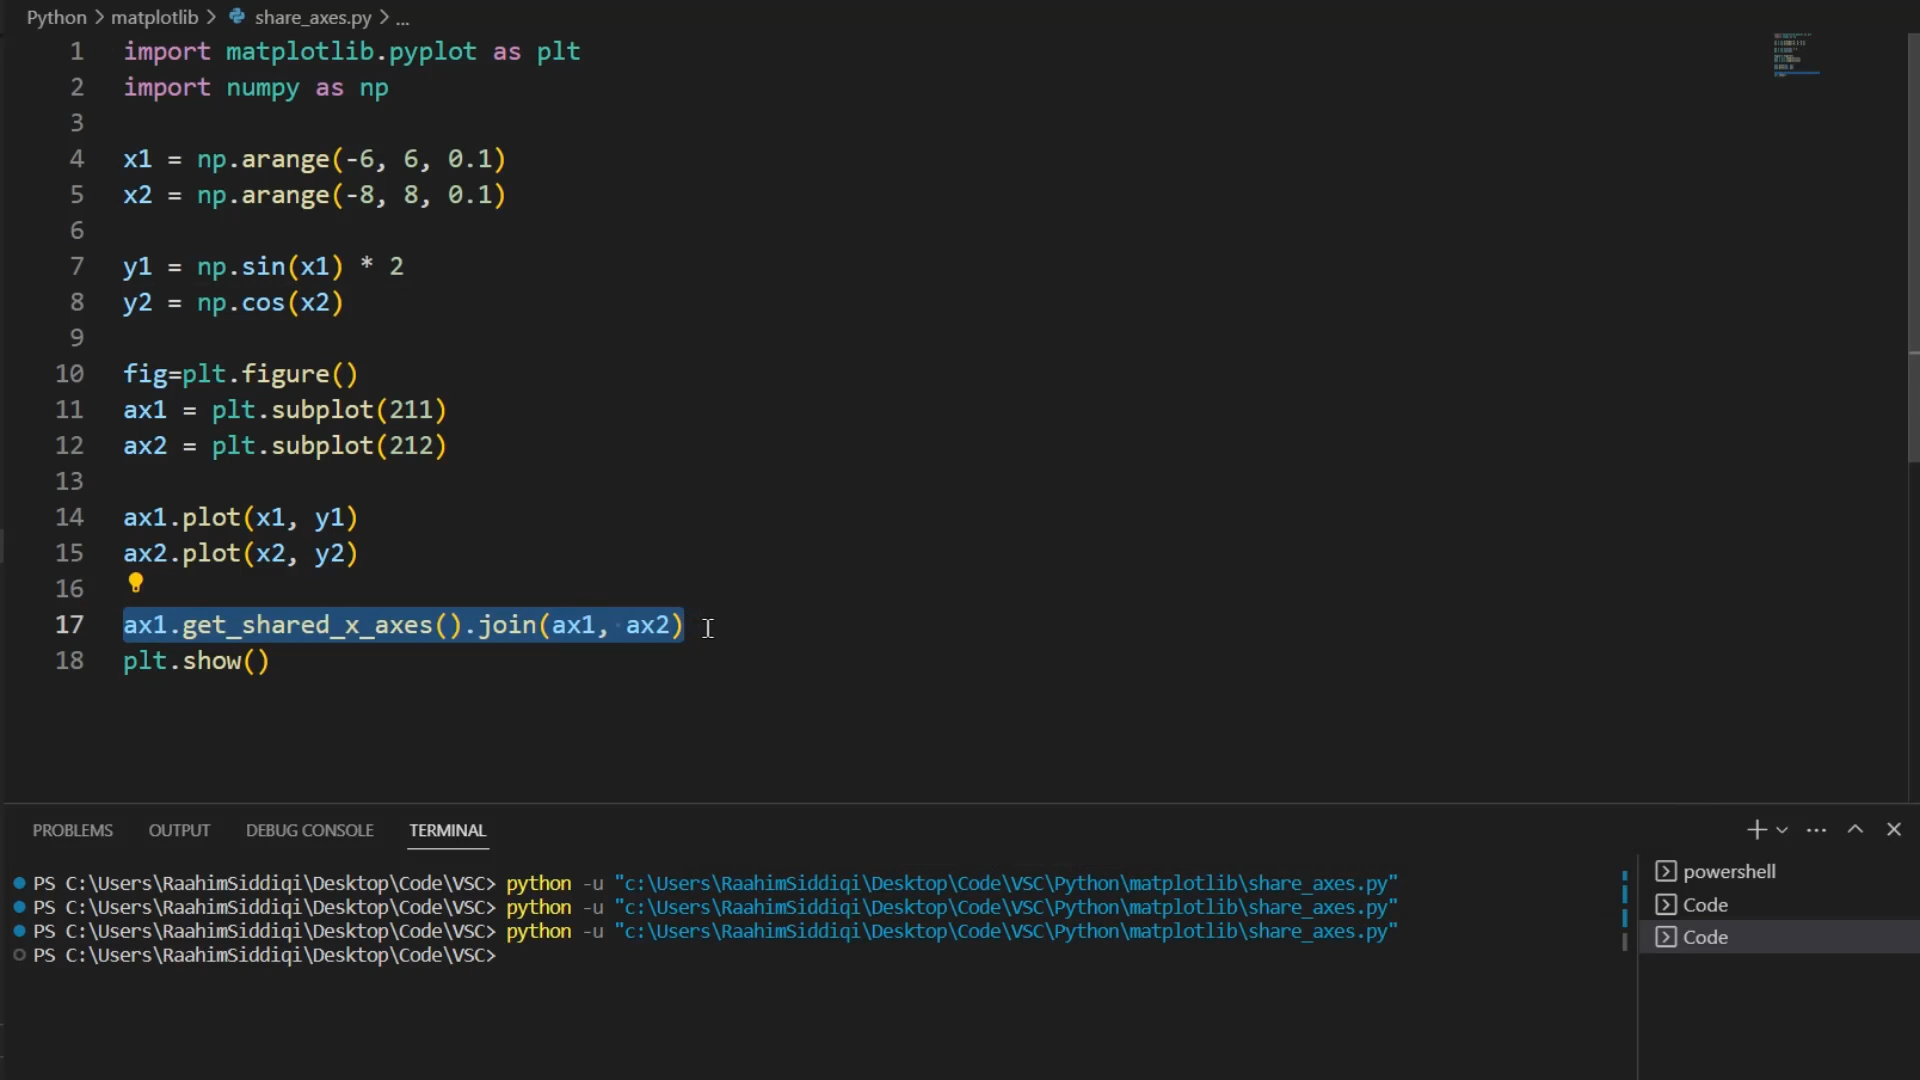 Python > matplotlib > share_axes.py > ...
1 import matplotlib.pyplot as plt
2 import numpy as np
3
4 x1 = np.arange(-6, 6, 0.1)
5 x2 = np.arange(-8, 8, 0.1)
6
7 y1 = np.sin(x1) * 2
8 y2 = np.cos(x2)
9
10 fig=plt.figure()
11 ax1 = plt.subplot(211)
12 ax2 = plt.subplot(212)
13
14 ax1.plot(x1, y1)
15 ax2.plot(x2, y2)
16
17 ax1.get_shared_x_axes().join(ax1, ax2)
18 plt.show()
PROBLEMS OUTPUT DEBUG CONSOLE TERMINAL
PS C:\Users\RaahimSiddiqi\Desktop\Code\VSC> python -u "c:\Users\RaahimSiddiqi\Desktop\Code\VSC\Python\matplotlib\share_axes.py"
PS C:\Users\RaahimSiddiqi\Desktop\Code\VSC> python -u "c:\Users\RaahimSiddiqi\Desktop\Code\VSC\Python\matplotlib\share_axes.py"
PS C:\Users\RaahimSiddiqi\Desktop\Code\VSC> python -u "c:\Users\RaahimSiddiqi\Desktop\Code\VSC\Python\matplotlib\share_axes.py"
PS C:\Users\RaahimSiddiqi\Desktop\Code\VSC>
powershell
Code
Code